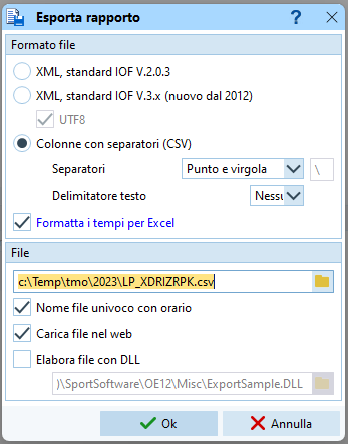 Esporta rapporto
?
Formato file
XML, standard IOF V.2.0.3
XML, standard IOF V.3.x (nuovo dal 2012)
UTF8
Colonne con separatori (CSV)
Separatori Punto e virgola \
Delimitatore testo Nessu
Formatta i tempi per Excel
File
c:\Temp\tmo\2023\LP_XDRIZRPK.csv
Nome file univoco con orario
Carica file nel web
Elabora file con DLL
)\SportSoftware\OE12\Misc\ExportSample.DLL
Ok Annulla